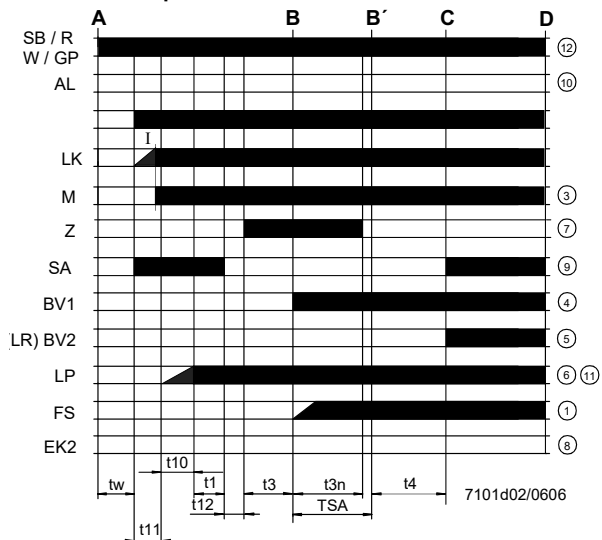 A B B´ C D
SB / R
W / GP
12
AL
10
I
LK
M
3
Z
7
SA
9
BV1
4
(LR) BV2
5
LP
6 11
FS
1
EK2
8
t10
tw
t1
t3
t3n
t4
7101d02/0606
t12
TSA
t11